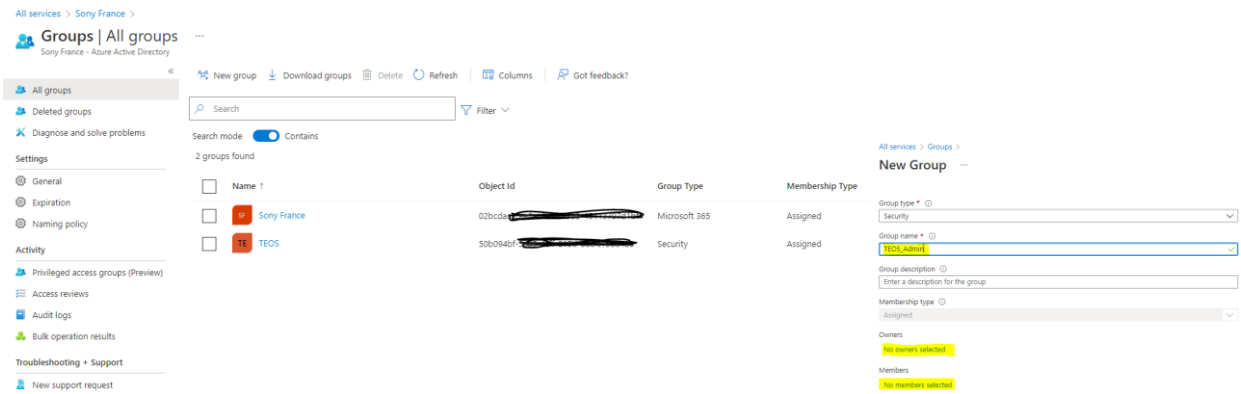 All services > Sony France >
Groups | All groups ...
Sony France - Azure Active Directory
«
All groups
Deleted groups
Diagnose and solve problems
Settings
General
Expiration
Naming policy
Activity
Privileged access groups (Preview)
Access reviews
Audit logs
Bulk operation results
Troubleshooting + Support
New support request
New group Download groups Delete Refresh Columns Got feedback?
Search Filter
Search mode Contains
2 groups found
Name ↑ Object Id Group Type Membership Type
SF Sony France 02bcda Microsoft 365 Assigned
TE TEOS 50b094bf- Security Assigned
All services > Groups >
New Group ...
Group type *
Security
Group name *
TEOS_Admin
Group description
Enter a description for the group
Membership type
Assigned
Owners
No owners selected
Members
No members selected